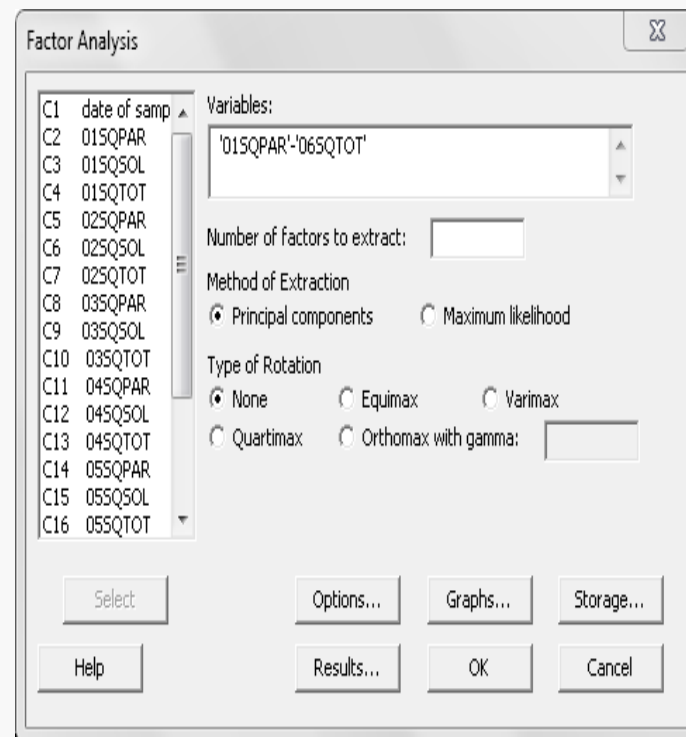 Factor Analysis
C1 date of samp
C2 01SQPAR
C3 01SQSOL
C4 01SQTOT
C5 02SQPAR
C6 02SQSOL
C7 02SQTOT
C8 03SQPAR
C9 03SQSOL
C10 03SQTOT
C11 04SQPAR
C12 04SQSOL
C13 04SQTOT
C14 05SQPAR
C15 05SQSOL
C16 05SQTOT
Variables:
'01SQPAR'-'06SQTOT'
Number of factors to extract:
Method of Extraction
Principal components Maximum likelihood
Type of Rotation
None Equimax Varimax
Quartimax Orthomax with gamma:
Select Options... Graphs... Storage...
Help Results... OK Cancel